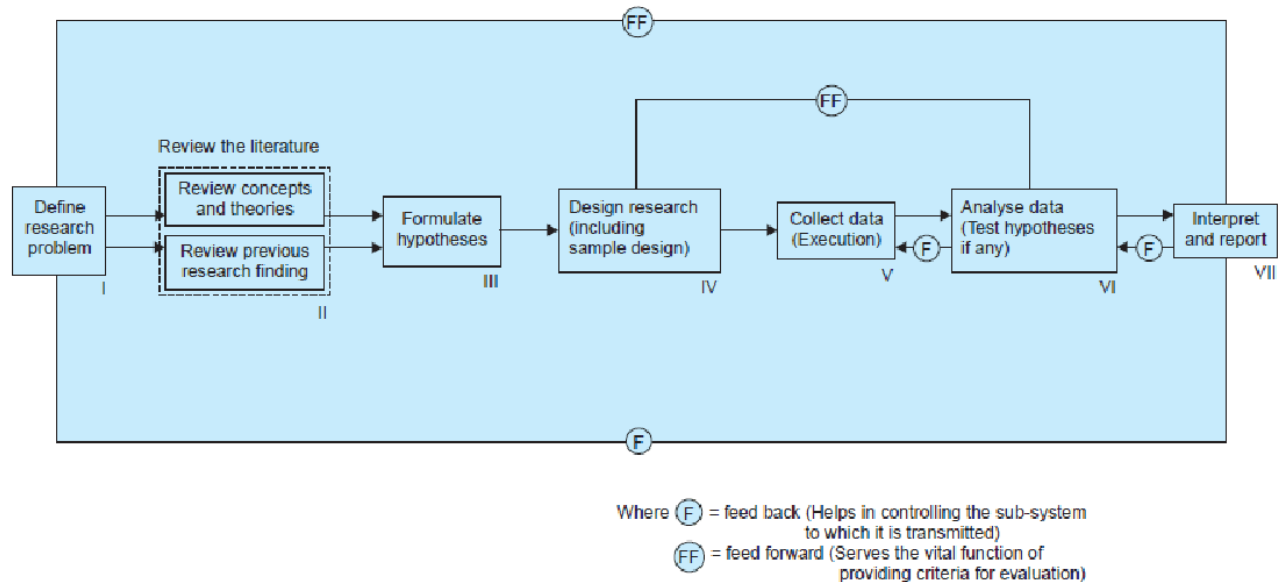 FF
FF
Review the literature
Define
research
problem
I
Review concepts
and theories
Review previous
research finding
II
Formulate
hypotheses
III
Design research
(including
sample design)
IV
Collect data
(Execution)
V
F
Analyse data
(Test hypotheses
if any)
VI
F
Interpret
and report
VII
F
Where F = feed back (Helps in controlling the sub-system
to which it is transmitted)
FF = feed forward (Serves the vital function of
providing criteria for evaluation)